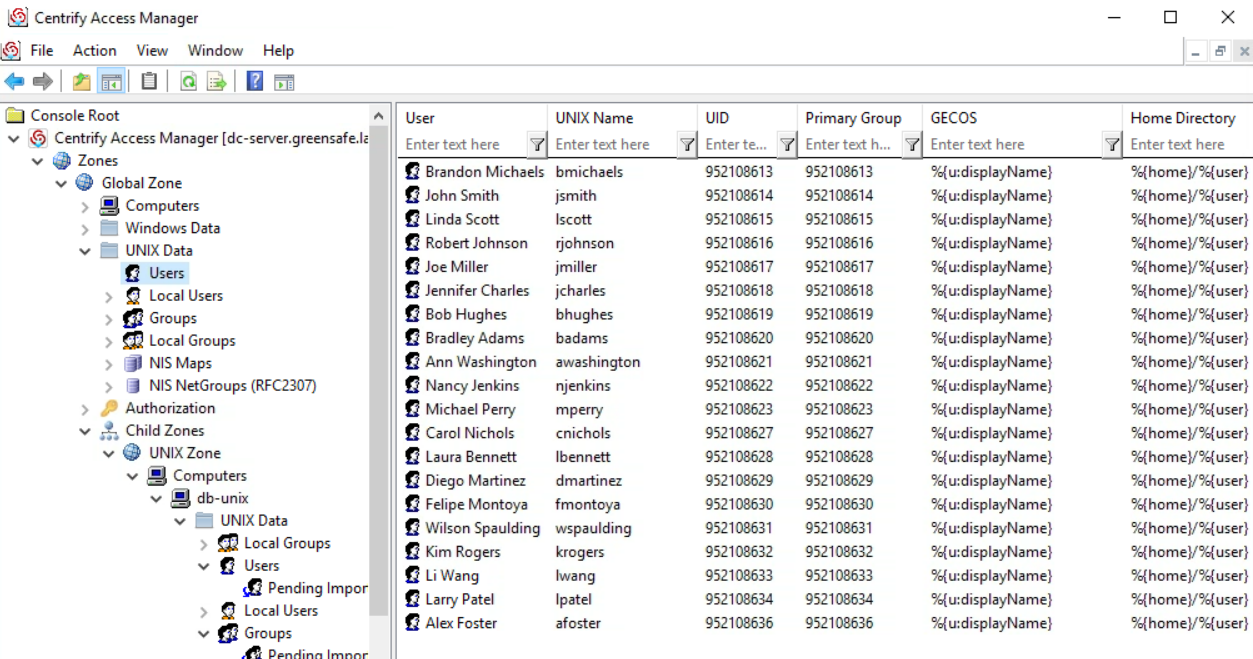 Centrify Access Manager
File Action View Window Help
Console Root
Centrify Access Manager [dc-server.greensafe.la
Zones
Global Zone
Computers
Windows Data
UNIX Data
Users
Local Users
Groups
Local Groups
NIS Maps
NIS NetGroups (RFC2307)
Authorization
Child Zones
UNIX Zone
Computers
db-unix
UNIX Data
Local Groups
Users
Pending Impor
Local Users
Groups
Pending Impor
User UNIX Name UID Primary Group GECOS Home Directory
Enter text here Enter text here Enter te... Enter text h... Enter text here Enter text here
Brandon Michaels bmichaels 952108613 952108613 %{u:displayName} %{home}/%{user}
John Smith jsmith 952108614 952108614 %{u:displayName} %{home}/%{user}
Linda Scott lscott 952108615 952108615 %{u:displayName} %{home}/%{user}
Robert Johnson rjohnson 952108616 952108616 %{u:displayName} %{home}/%{user}
Joe Miller jmiller 952108617 952108617 %{u:displayName} %{home}/%{user}
Jennifer Charles jcharles 952108618 952108618 %{u:displayName} %{home}/%{user}
Bob Hughes bhughes 952108619 952108619 %{u:displayName} %{home}/%{user}
Bradley Adams badams 952108620 952108620 %{u:displayName} %{home}/%{user}
Ann Washington awashington 952108621 952108621 %{u:displayName} %{home}/%{user}
Nancy Jenkins njenkins 952108622 952108622 %{u:displayName} %{home}/%{user}
Michael Perry mperry 952108623 952108623 %{u:displayName} %{home}/%{user}
Carol Nichols cnichols 952108627 952108627 %{u:displayName} %{home}/%{user}
Laura Bennett lbennett 952108628 952108628 %{u:displayName} %{home}/%{user}
Diego Martinez dmartinez 952108629 952108629 %{u:displayName} %{home}/%{user}
Felipe Montoya fmontoya 952108630 952108630 %{u:displayName} %{home}/%{user}
Wilson Spaulding wspaulding 952108631 952108631 %{u:displayName} %{home}/%{user}
Kim Rogers krogers 952108632 952108632 %{u:displayName} %{home}/%{user}
Li Wang lwang 952108633 952108633 %{u:displayName} %{home}/%{user}
Larry Patel lpatel 952108634 952108634 %{u:displayName} %{home}/%{user}
Alex Foster afoster 952108636 952108636 %{u:displayName} %{home}/%{user}